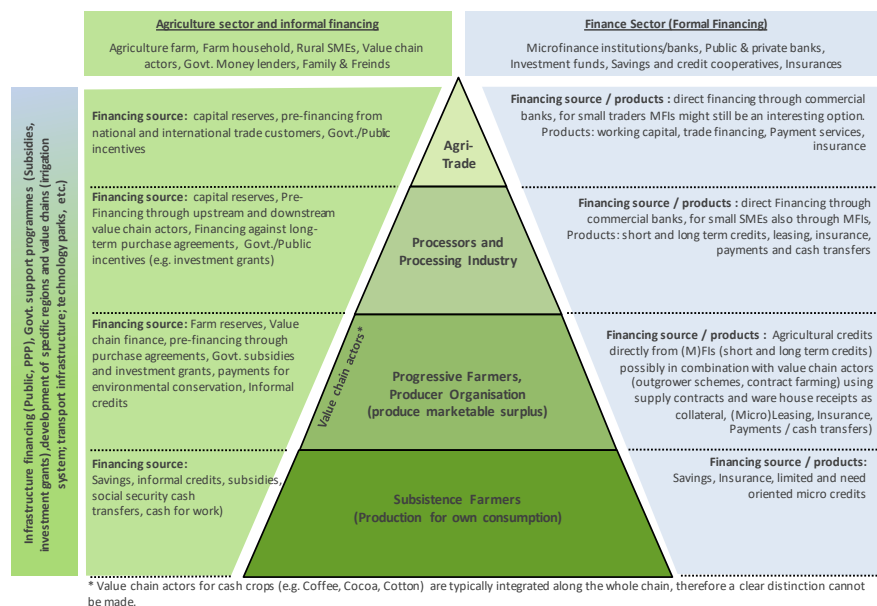 Agriculture sector and informal financing
Agriculture farm, Farm household, Rural SMEs, Value chain
actors, Govt. Money lenders, Family & Freinds
Finance Sector (Formal Financing)
Microfinance institutions/banks, Public & private banks,
Investment funds, Savings and credit cooperatives, Insurances
Infrastructure financing (Public, PPP), Govt. support programmes (Subsidies,
investment grants) ,development of specific regions and value chains (irrigation
system; transport infrastructure; technology parks, etc.)
Financing source: capital reserves, pre-financing from
national and international trade customers, Govt./Public
incentives
Agri-
Trade
Financing source / products : direct financing through commercial
banks, for small traders MFIs might still be an interesting option.
Products: working capital, trade financing, Payment services,
insurance
Financing source: capital reserves, Pre-
Financing through upstream and downstream
value chain actors, Financing against long-
term purchase agreements, Govt./Public
incentives (e.g. investment grants)
Processors and
Processing Industry
Financing source / products : direct Financing through
commercial banks, for small SMEs also through MFIs,
Products: short and long term credits, leasing, insurance,
payments and cash transfers
Financing source: Farm reserves, Value
chain finance, pre-financing through
purchase agreements, Govt. subsidies
and investment grants, payments for
environmental conservation, Informal
credits
Value chain actors*
Progressive Farmers,
Producer Organisation
(produce marketable surplus)
Financing source / products : Agricultural credits
directly from (M)FIs (short and long term credits)
possibly in combination with value chain actors
(outgrower schemes, contract farming) using
supply contracts and ware house receipts as
collateral, (Micro)Leasing, Insurance,
Payments / cash transfers)
Financing source:
Savings, informal credits, subsidies,
social security cash
transfers, cash for work)
Subsistence Farmers
(Production for own consumption)
Financing source / products:
Savings, Insurance, limited and need
oriented micro credits
* Value chain actors for cash crops (e.g. Coffee, Cocoa, Cotton) are typically integrated along the whole chain, therefore a clear distinction cannot
be made.